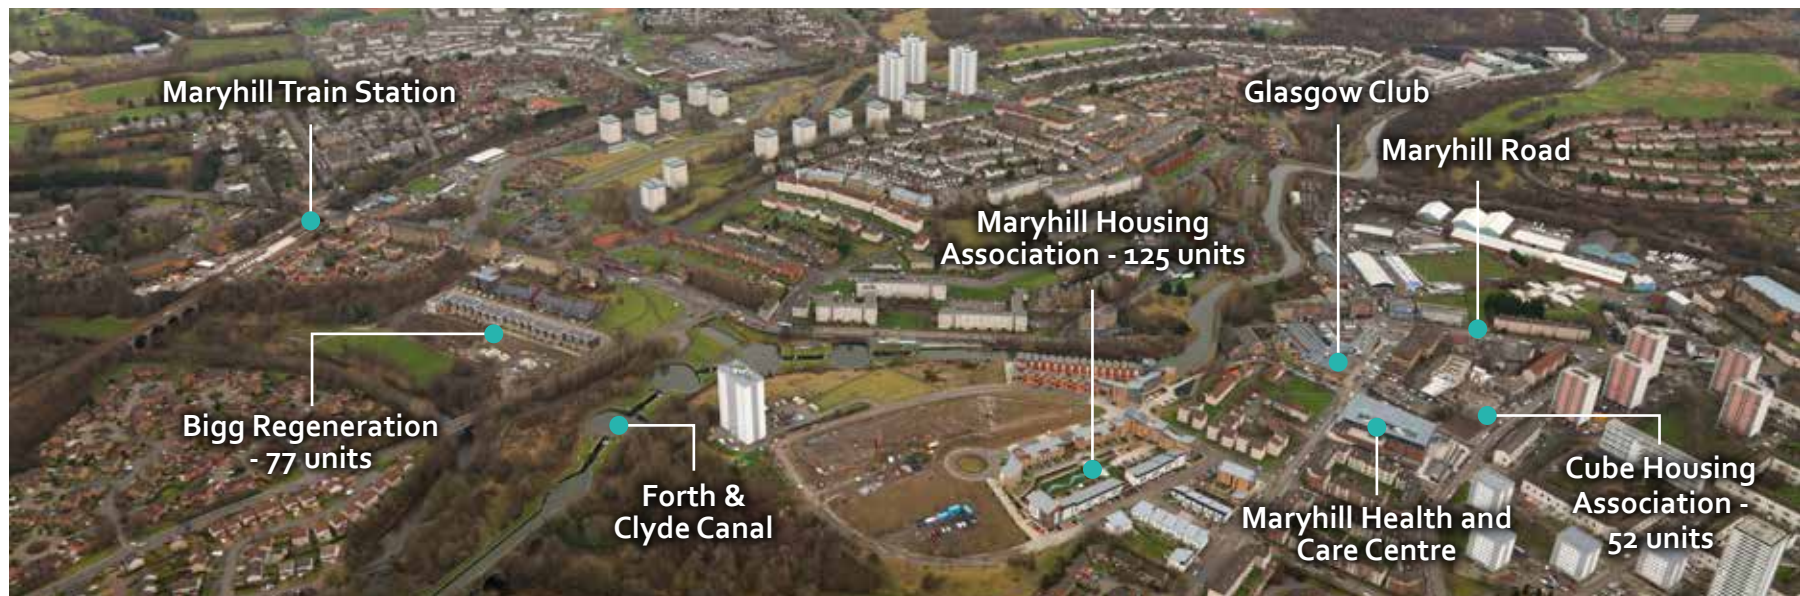 Maryhill Train Station
Glasgow Club
Maryhill Road
Maryhill Housing
Association - 125 units
Bigg Regeneration
- 77 units
Forth &
Clyde Canal
Maryhill Health and
Care Centre
Cube Housing
Association -
52 units